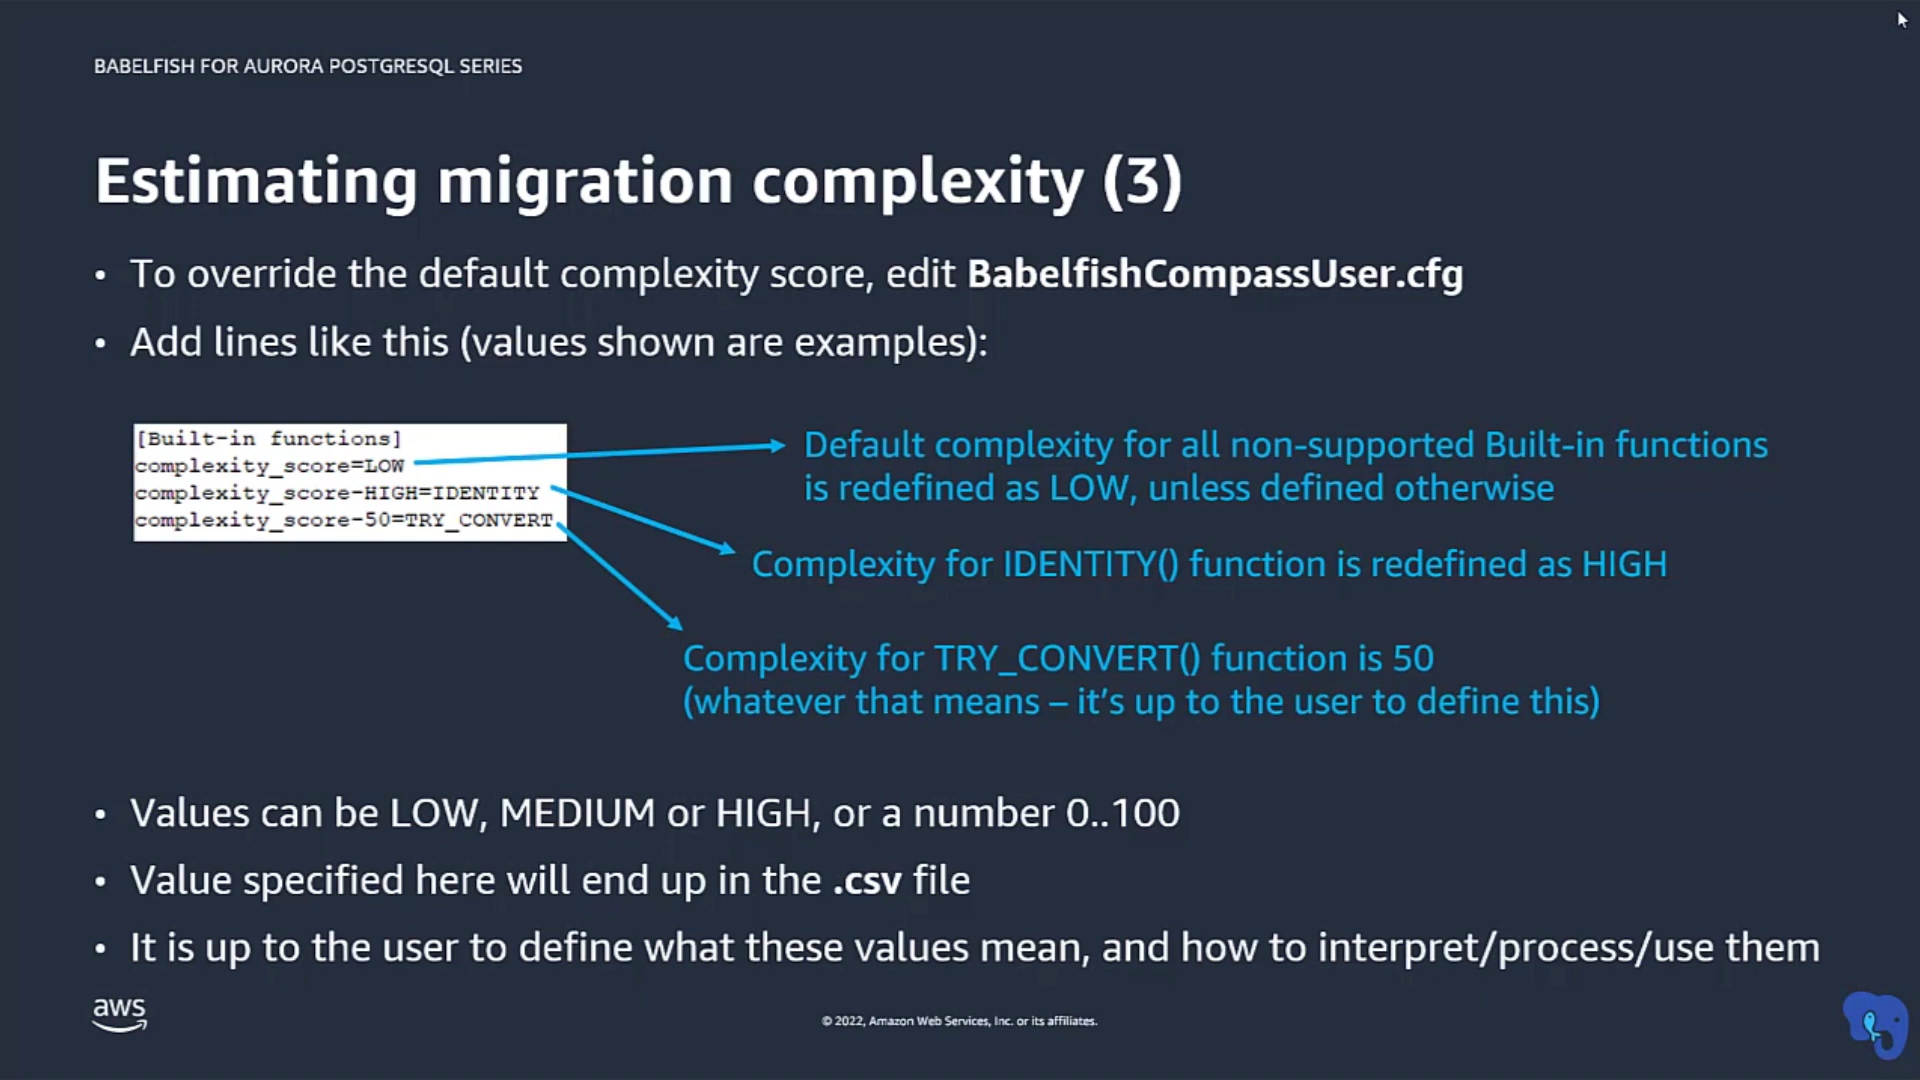 BABELFISH FOR AURORA POSTGRESQL SERIES
Estimating migration complexity (3)
• To override the default complexity score, edit BabelfishCompassUser.cfg
• Add lines like this (values shown are examples):
[Built-in functions]
complexity_score=LOW
complexity_score-HIGH=IDENTITY
complexity_score-50=TRY_CONVERT
Default complexity for all non-supported Built-in functions
is redefined as LOW, unless defined otherwise
Complexity for IDENTITY() function is redefined as HIGH
Complexity for TRY_CONVERT() function is 50
(whatever that means – it’s up to the user to define this)
• Values can be LOW, MEDIUM or HIGH, or a number 0..100
• Value specified here will end up in the .csv file
• It is up to the user to define what these values mean, and how to interpret/process/use them
aws
© 2022, Amazon Web Services, Inc. or its affiliates.